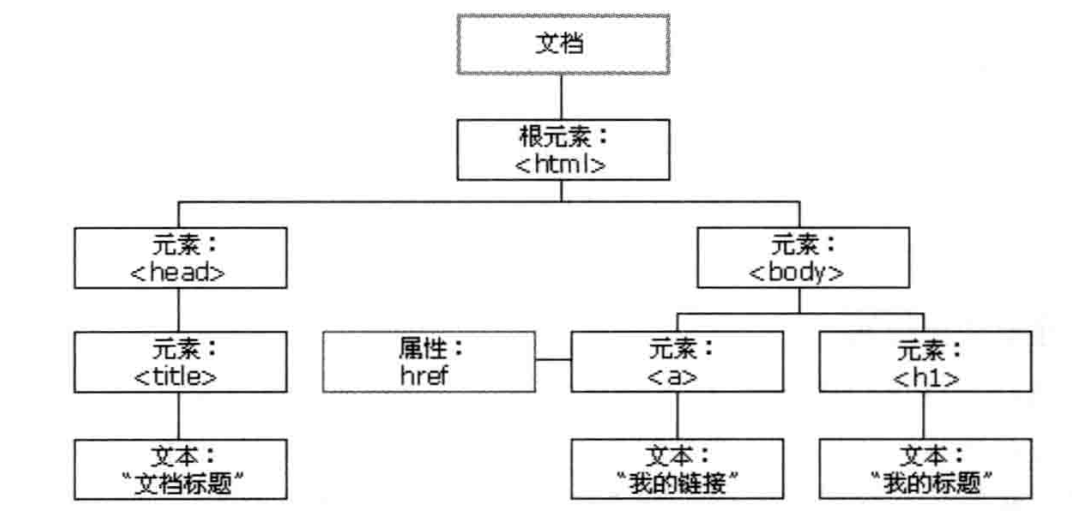 文档
根元素：
<html>
元素：
<head>
元素：
<body>
元素：
<title>
属性：
href
元素：
<a>
元素：
<h1>
文本：
“文档标题”
文本：
“我的链接”
文本：
“我的标题”